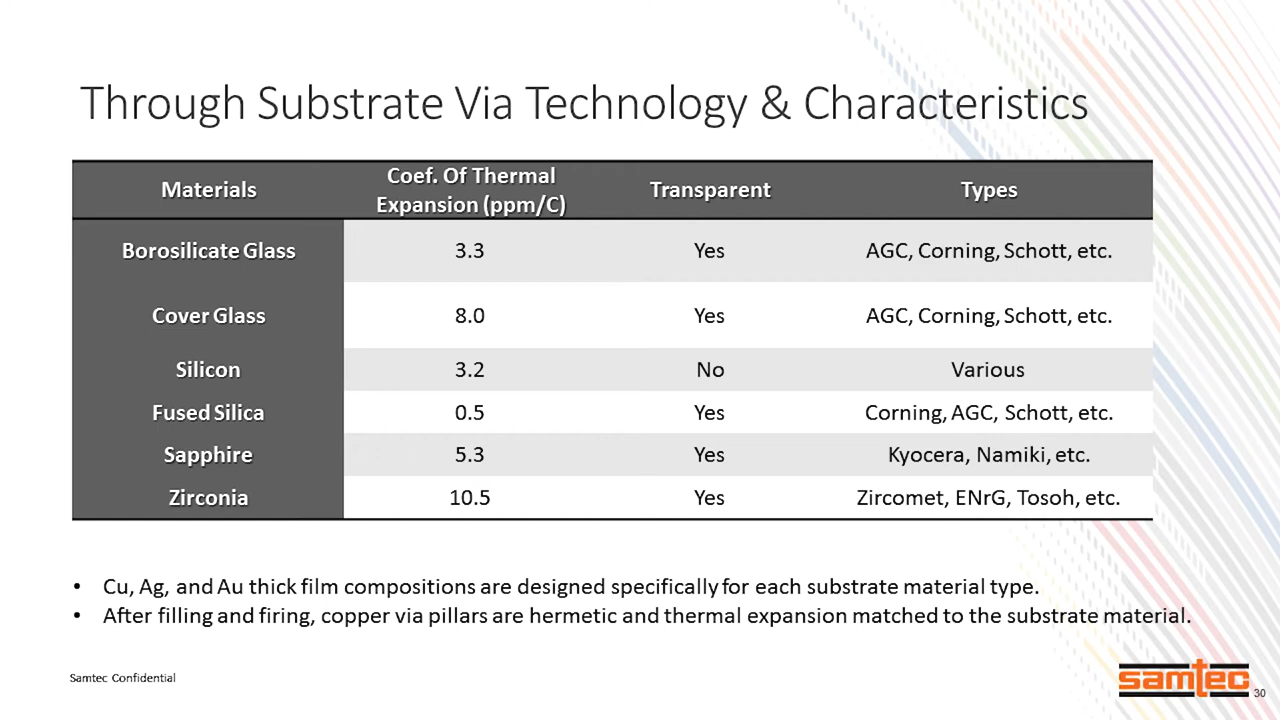 Through Substrate Via Technology & Characteristics
Materials
Coef. Of Thermal
Expansion (ppm/C)
Transparent
Types
Borosilicate Glass 3.3 Yes AGC, Corning, Schott, etc.
Cover Glass 8.0 Yes AGC, Corning, Schott, etc.
Silicon 3.2 No Various
Fused Silica 0.5 Yes Corning, AGC, Schott, etc.
Sapphire 5.3 Yes Kyocera, Namiki, etc.
Zirconia 10.5 Yes Zircomet, ENrG, Tosoh, etc.
• Cu, Ag, and Au thick film compositions are designed specifically for each substrate material type.
• After filling and firing, copper via pillars are hermetic and thermal expansion matched to the substrate material.
Samtec Confidential
samtec
30